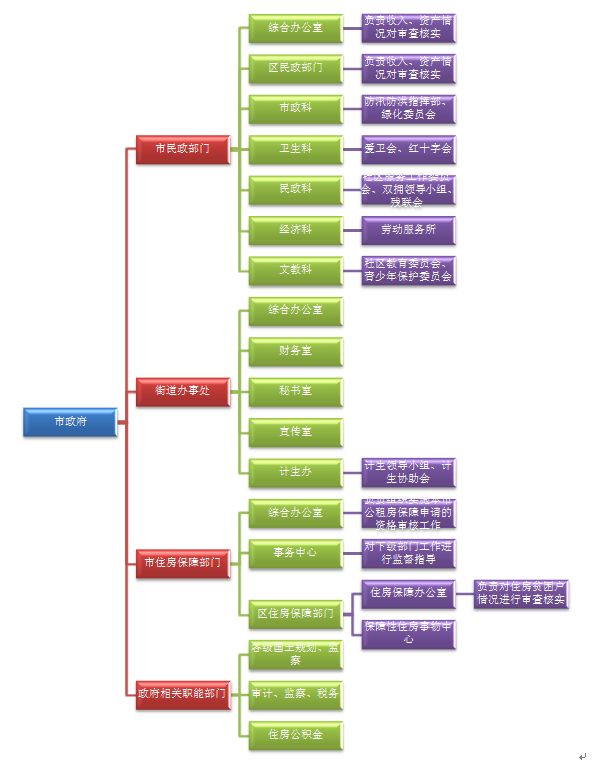 市政府
市民政部门
综合办公室
负责收入、资产情
况对审查核实
区民政部门
负责收入、资产情
况对审查核实
市政科
防汛防洪指挥部、
绿化委员会
卫生科
爱卫会、红十字会
民政科
社区服务工作委员
会、双拥领导小组、
残联会
经济科
劳动服务所
文教科
社区教育委员会、
青少年保护委员会
街道办事处
综合办公室
财务室
秘书室
宣传室
计生办
计生领导小组、计
生协助会
市住房保障部门
综合办公室
公租房保障申请的
资格审核工作
事务中心
对下级部门工作进
行监督指导
区住房保障部门
住房保障办公室
负责对住房贫困户
情况进行审查核实
保障性住房事物中
心
政府相关职能部门
各级国土规划、监
察
审计、监察、税务
住房公积金